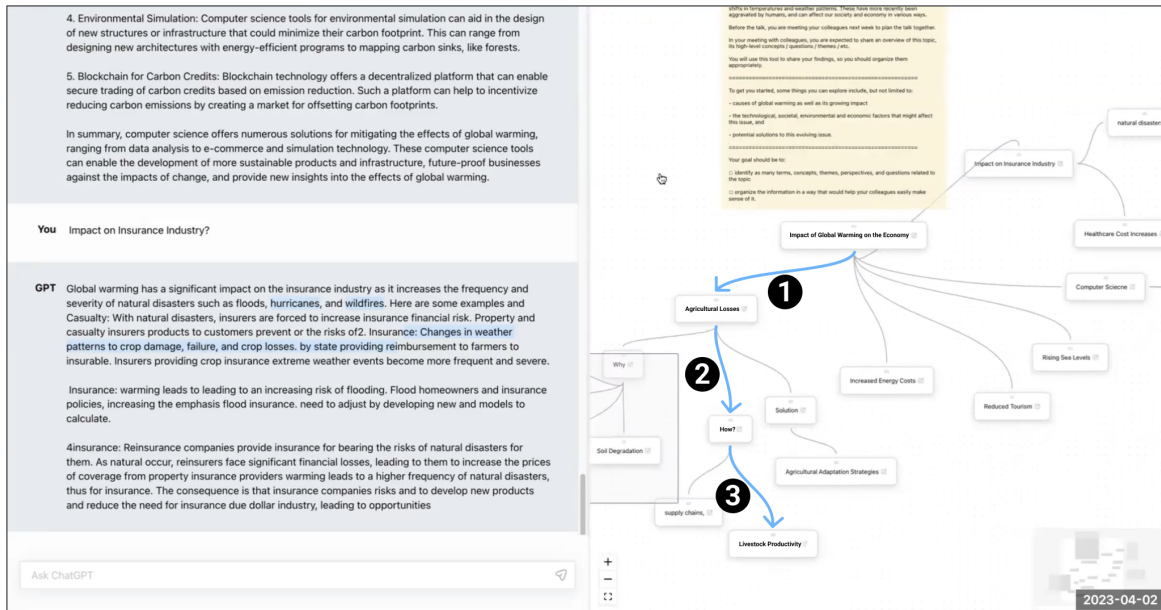 4. Environmental Simulation: Computer science tools for environmental simulation can aid in the design
of new structures or infrastructure that could minimize their carbon footprint. This can range from
designing new architectures with energy-efficient programs to mapping carbon sinks, like forests.
5. Blockchain for Carbon Credits: Blockchain technology offers a decentralized platform that can enable
secure trading of carbon credits based on emission reduction. Such a platform can help to incentivize
reducing carbon emissions by creating a market for offsetting carbon footprints.
In summary, computer science offers numerous solutions for mitigating the effects of global warming,
ranging from data analysis to e-commerce and simulation technology. These computer science tools
can enable the development of more sustainable products and infrastructure, future-proof businesses
against the impacts of change, and provide new insights into the effects of global warming.
You Impact on Insurance Industry?
GPT Global warming has a significant impact on the insurance industry as it increases the frequency and
severity of natural disasters such as floods, hurricanes, and wildfires. Here are some examples and
Casualty: With natural disasters, insurers are forced to increase insurance financial risk. Property and
casualty insurers products to customers prevent or the risks of2. Insurance: Changes in weather
patterns to crop damage, failure, and crop losses. by state providing reimbursement to farmers to
insurable. Insurers providing crop insurance extreme weather events become more frequent and severe.
Insurance: warming leads to leading to an increasing risk of flooding. Flood homeowners and insurance
policies, increasing the emphasis flood insurance. need to adjust by developing new and models to
calculate.
4insurance: Reinsurance companies provide insurance for bearing the risks of natural disasters for
them. As natural occur, reinsurers face significant financial losses, leading to them to increase the prices
of coverage from property insurance providers warming leads to a higher frequency of natural disasters,
thus for insurance. The consequence is that insurance companies risks and to develop new products
and reduce the need for insurance due dollar industry, leading to opportunities
Ask ChatGPT
shifts in temperatures and weather patterns. These have more recently been
aggravated by humans, and can affect our society and economy in various ways.
Before the talk, you are meeting your colleagues next week to plan the talk together.
In your meeting with colleagues, you are expected to share an overview of this topic,
its high-level concepts / questions / themes / etc.
You will use this tool to share your findings, so you should organize them
appropriately.
To get you started, some things you can explore include, but not limited to:
- causes of global warming as well as its growing impact
- the technological, societal, environmental and economic factors that might affect
this issue, and
- potential solutions to this evolving issue.
Your goal should be to:
□ identify as many terms, concepts, themes, perspectives, and questions related to
the topic
□ organize the information in a way that would help your colleagues easily make
sense of it.
natural disasters
Impact on Insurance Industry
Impact of Global Warming on the Economy
Healthcare Cost Increases
1
Computer Sciecne
Agricultural Losses
Rising Sea Levels
Why
2
Increased Energy Costs
Solution
Reduced Tourism
How?
Soil Degradation
Agricultural Adaptation Strategies
3
supply chains,
Livestock Productivity
+
−
2023-04-02